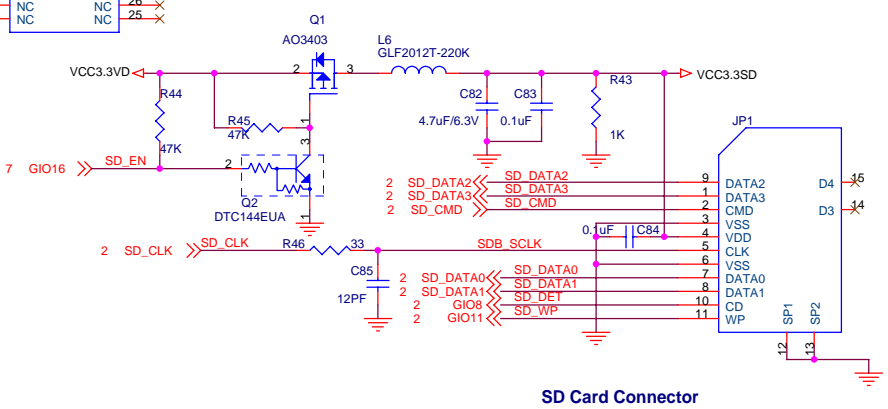 NC NC 26
NC NC 25
Q1
AO3403
L6
GLF2012T-220K
VCC3.3VD 2 3 VCC3.3SD
R44
47K
R45
47K
1
C82
4.7uF/6.3V
C83
0.1uF
R43
1K
JP1
7 GIO16 SD_EN 2
3
Q2
DTC144EUA
1
2 SD_DATA2 SD_DATA2 9 DATA2 D4 15
2 SD_DATA3 SD_DATA3 1 DATA3
2 SD_CMD SD_CMD 2 CMD D3 14
3 VSS
0.1uF C84 4 VDD
2 SD_CLK SD_CLK R46 33 SDB_SCLK 5 CLK
6 VSS
C85
12PF
2 SD_DATA0 SD_DATA0 7 DATA0
2 SD_DATA1 SD_DATA1 8 DATA1
2 GIO8 SD_DET 10 CD
2 GIO11 SD_WP 11 WP
SP1 SP2
12 13
SD Card Connector